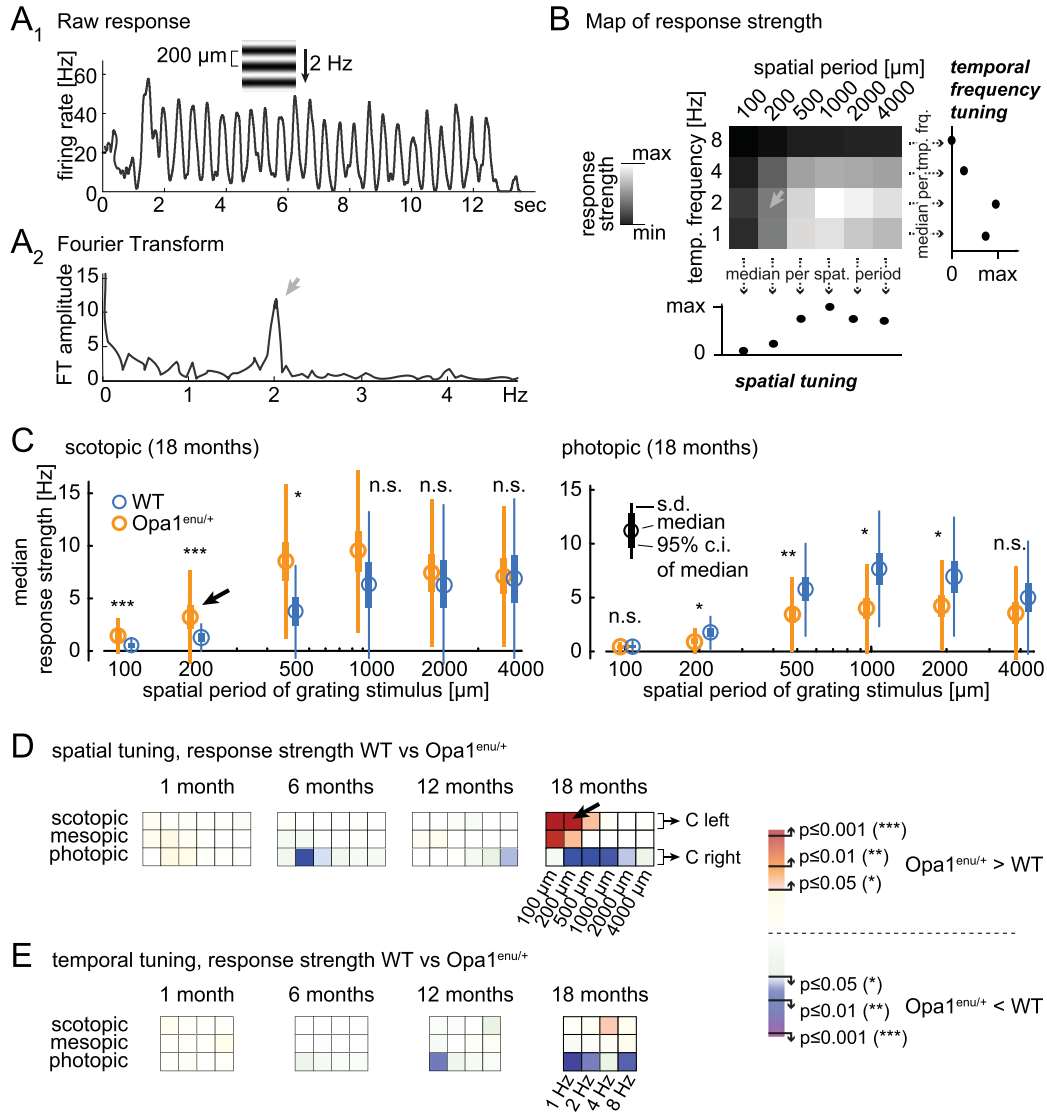 A1 Raw response
200 µm
2 Hz
firing rate [Hz]
60
40
20
0
0 2 4 6 8 10 12 sec
A2 Fourier Transform
FT amplitude
15
10
5
0
0 1 2 3 4 Hz
B Map of response strength
spatial period [µm]
100 200 500 1000 2000 4000
temp. frequency [Hz]
8
4
2
1
response strength
max
min
median per tmp. frq.
temporal
frequency
tuning
0 max
median per spat. period
max
0
spatial tuning
C scotopic (18 months)
median
response strength [Hz]
15
10
5
0
WT
Opa1enu/+
*** *** * n.s. n.s. n.s.
100 200 500 1000 2000 4000
spatial period of grating stimulus [µm]
photopic (18 months)
15
10
5
0
s.d.
median
95% c.i.
of median
n.s. * ** * * n.s.
100 200 500 1000 2000 4000
spatial period of grating stimulus [µm]
D spatial tuning, response strength WT vs Opa1enu/+
1 month 6 months 12 months 18 months
scotopic
mesopic
photopic
C left
C right
100 µm
200 µm
500 µm
1000 µm
2000 µm
4000 µm
p≤0.001 (***)
p≤0.01 (**)
p≤0.05 (*)
Opa1enu/+ > WT
p≤0.05 (*)
p≤0.01 (**)
p≤0.001 (***)
Opa1enu/+ < WT
E temporal tuning, response strength WT vs Opa1enu/+
1 month 6 months 12 months 18 months
scotopic
mesopic
photopic
1 Hz
2 Hz
4 Hz
8 Hz